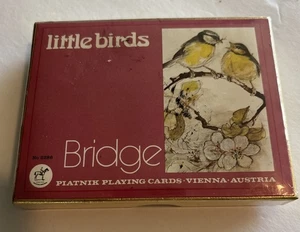 little birds
Bridge
PIATNIK PLAYING CARDS · VIENNA · AUSTRIA